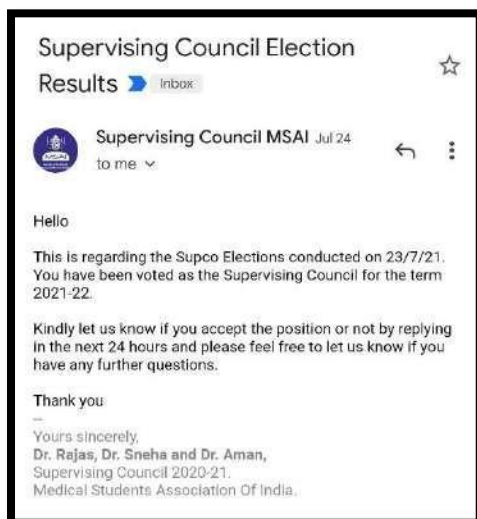 Supervising Council Election
Results Inbox
Supervising Council MSAI Jul 24
to me
MSAI
Hello
This is regarding the Supco Elections conducted on 23/7/21.
You have been voted as the Supervising Council for the term
2021-22.
Kindly let us know if you accept the position or not by replying
in the next 24 hours and please feel free to let us know if you
have any further questions.
Thank you
--
Yours sincerely,
Dr. Rajas, Dr. Sneha and Dr. Aman,
Supervising Council 2020-21.
Medical Students Association Of India.